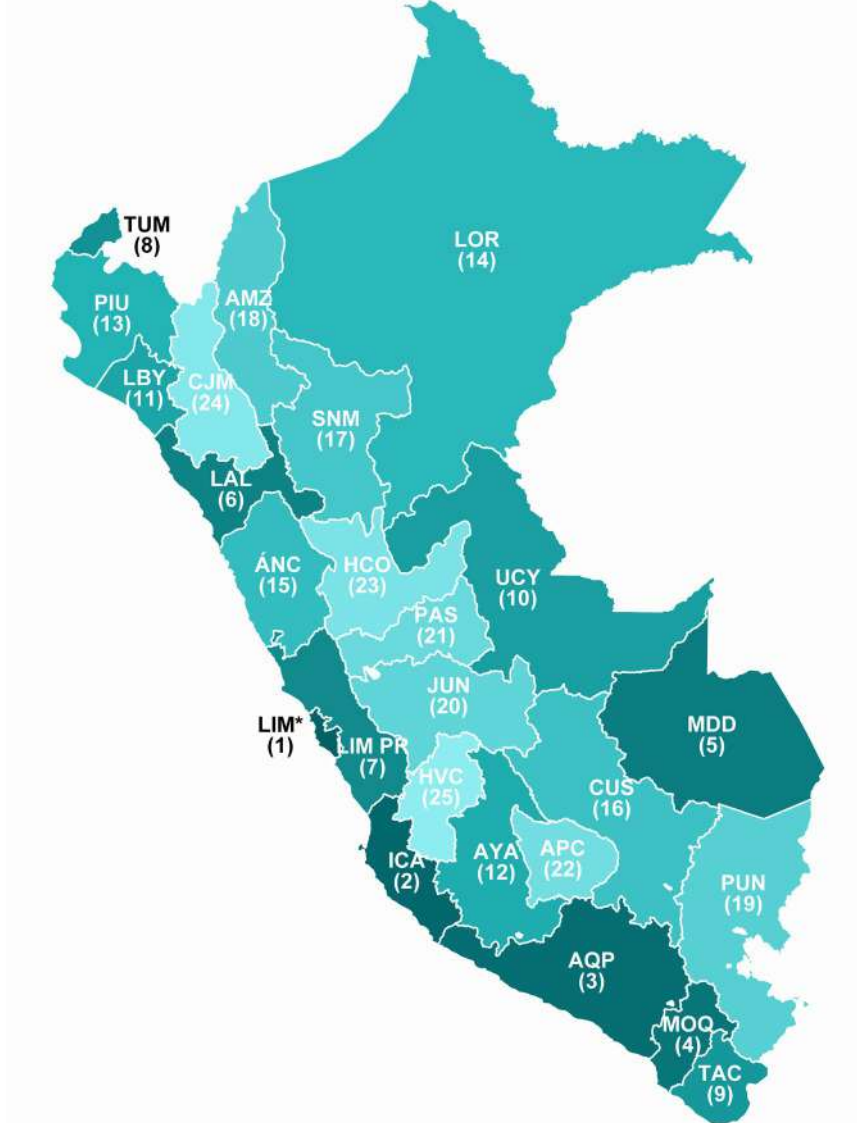 TUM
(8)
LOR
(14)
PIU
(13)
AMZ
(18)
LBY
(11)
CJM
(24)
SNM
(17)
LAL
(6)
ÁNC
(15)
HCO
(23)
UCY
(10)
PAS
(21)
JUN
(20)
LIM*
(1)
LIM PR
(7)
MDD
(5)
HVC
(25)
CUS
(16)
ICA
(2)
AYA
(12)
APC
(22)
PUN
(19)
AQP
(3)
MOQ
(4)
TAC
(9)